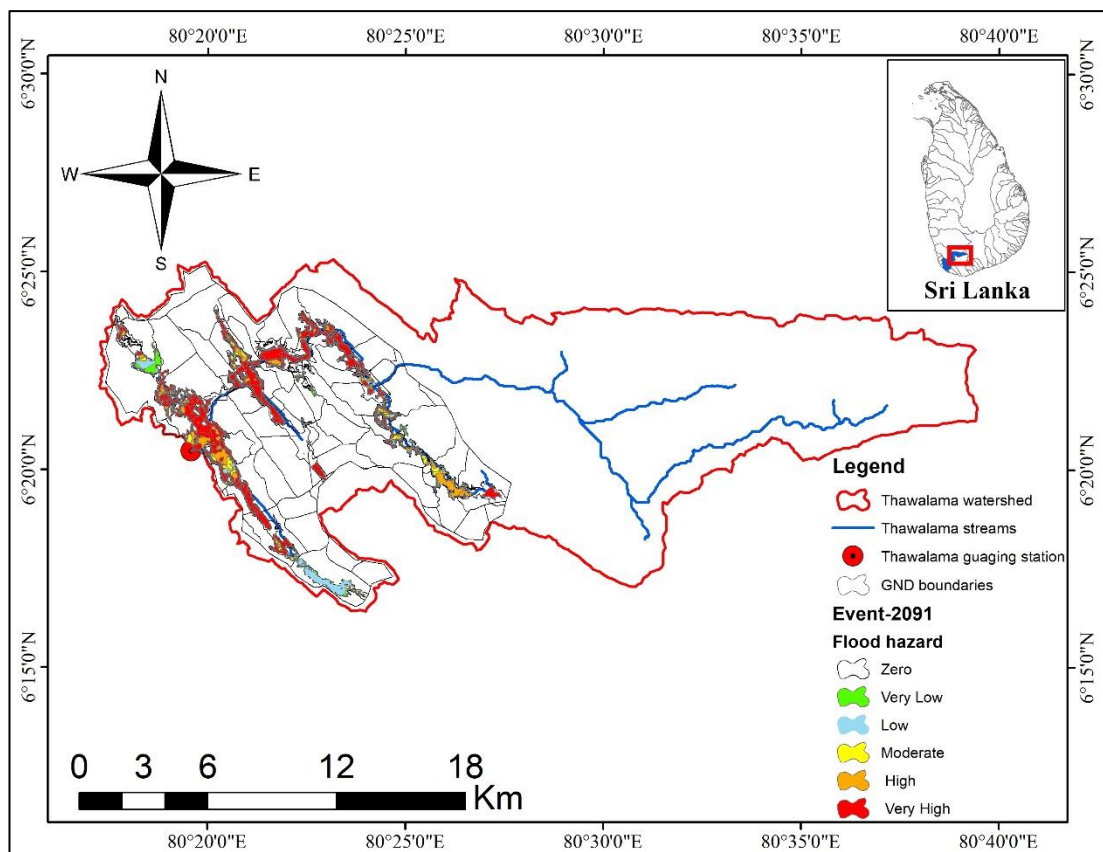 80°20'0"E 80°25'0"E 80°30'0"E 80°35'0"E 80°40'0"E
6°30'0"N
6°30'0"N
N
W
E
S
Sri Lanka
6°25'0"N
6°25'0"N
6°20'0"N
6°20'0"N
6°15'0"N
6°15'0"N
Legend
Thawalama watershed
Thawalama streams
Thawalama guaging station
GND boundaries
Event-2091
Flood hazard
Zero
Very Low
Low
Moderate
High
Very High
0 3 6 12 18
Km
80°20'0"E 80°25'0"E 80°30'0"E 80°35'0"E 80°40'0"E